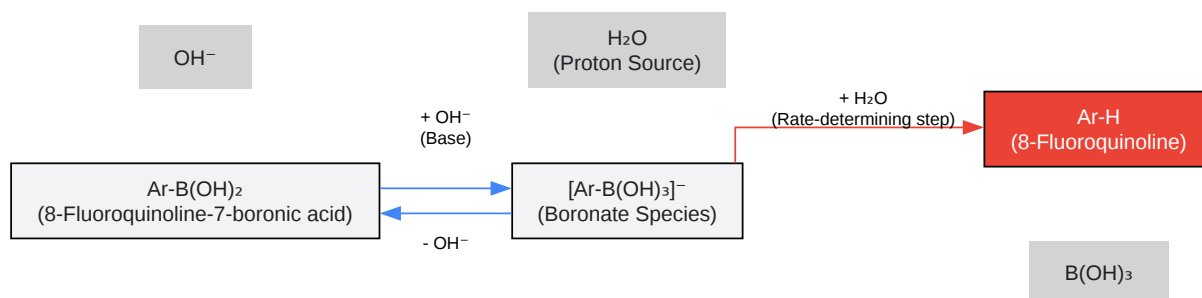 OH⁻
H₂O
(Proton Source)
+ H₂O
(Rate-determining step)
Ar-H
(8-Fluoroquinoline)
+ OH⁻
(Base)
Ar-B(OH)₂
(8-Fluoroquinoline-7-boronic acid)
[Ar-B(OH)₃]⁻
(Boronate Species)
- OH⁻
B(OH)₃